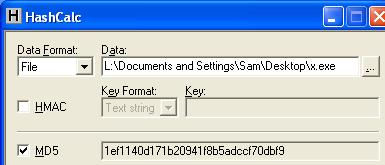 H HashCalc
Data Format: Data:
File L:\Documents and Settings\Sam\Desktop\x.exe ...
HMAC Key Format: Key:
Text string
MD5 1ef1140d171b20941f8b5adccf70dbf9